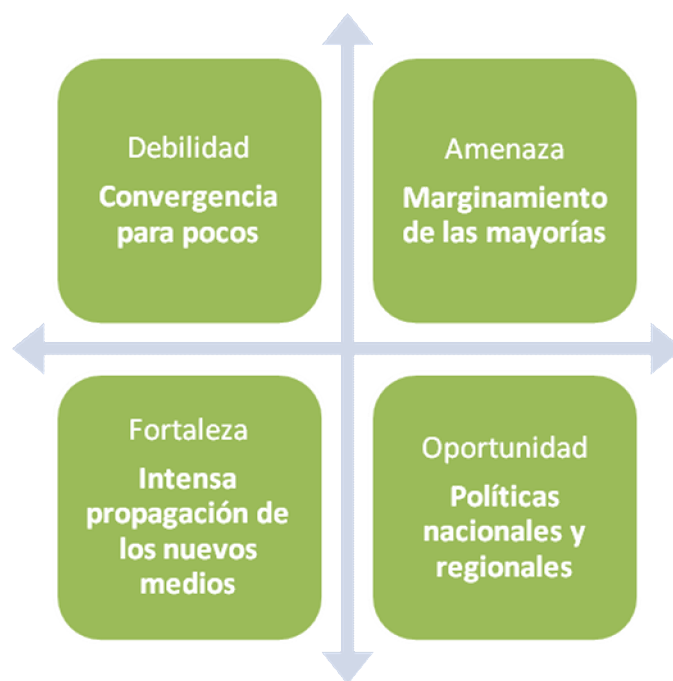 Debilidad
Convergencia
para pocos
Amenaza
Marginamiento
de las mayorías
Fortaleza
Intensa
propagación de
los nuevos
medios
Oportunidad
Políticas
nacionales y
regionales